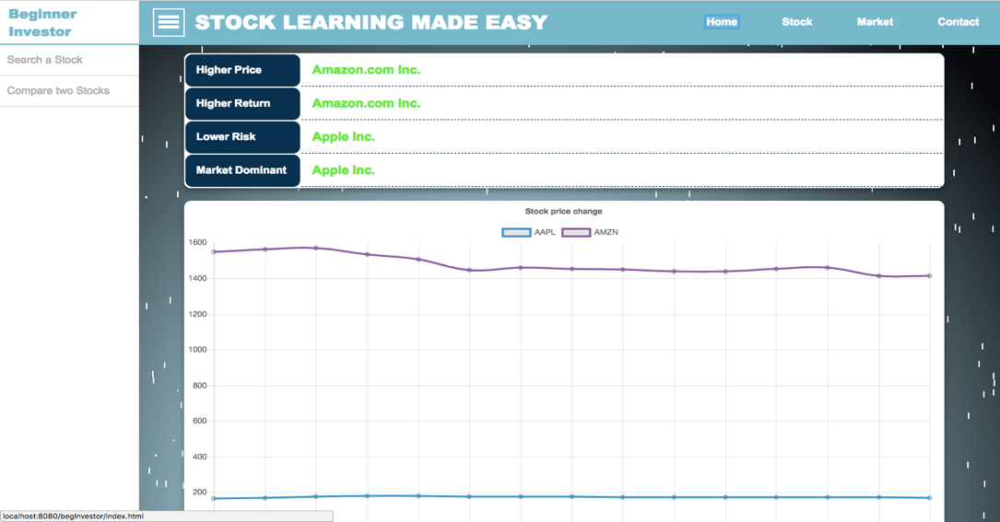 Beginner
Investor
STOCK LEARNING MADE EASY
Home
Stock
Market
Contact
Search a Stock
Compare two Stocks
Higher Price
Amazon.com Inc.
Higher Return
Amazon.com Inc.
Lower Risk
Apple Inc.
Market Dominant
Apple Inc.
Stock price change
AAPL
AMZN
1600
1400
1200
1000
800
600
400
200
localhost:8080/begInvestor/index.html